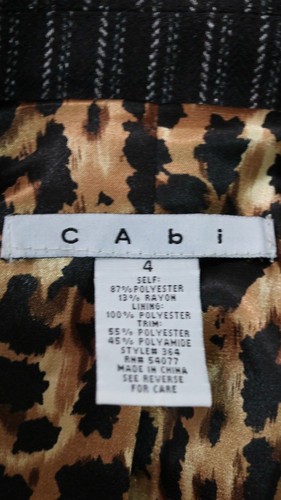 CAbi
4
SELF:
87% POLYESTER
13% RAYON
LINING:
100% POLYESTER
TRIM:
55% POLYESTER
45% POLYAMIDE
STYLE# 364
RN# 54077
MADE IN CHINA
SEE REVERSE
FOR CARE